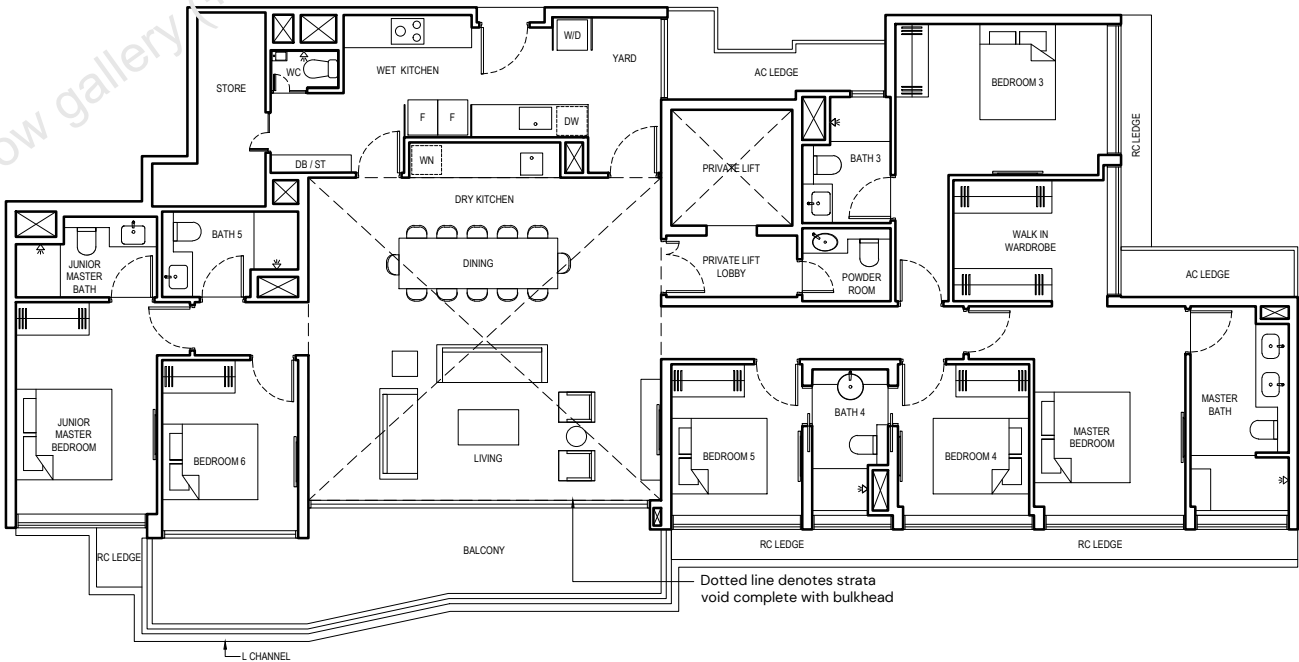 ow gallery
STORE
WC
WET KITCHEN
W/D
YARD
AC LEDGE
BEDROOM 3
RC LEDGE
F
F
DW
DB / ST
WN
PRIVATE LIFT
BATH 3
DRY KITCHEN
BATH 5
JUNIOR
MASTER
BATH
DINING
PRIVATE LIFT
LOBBY
POWDER
ROOM
WALK IN
WARDROBE
AC LEDGE
JUNIOR
MASTER
BEDROOM
BEDROOM 6
LIVING
BEDROOM 5
BATH 4
BEDROOM 4
MASTER
BEDROOM
MASTER
BATH
RC LEDGE
BALCONY
RC LEDGE
RC LEDGE
Dotted line denotes strata
void complete with bulkhead
L CHANNEL